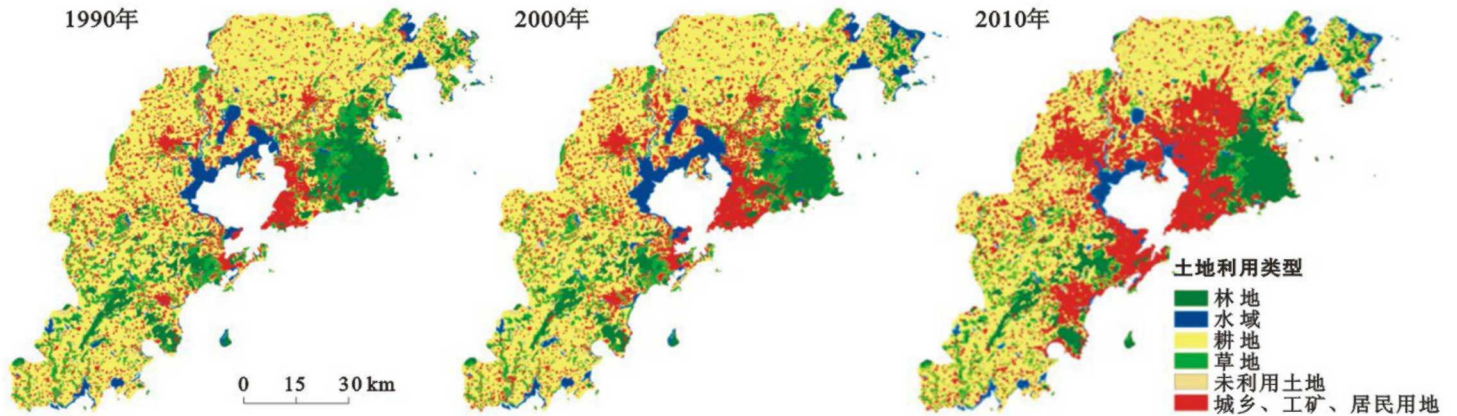 1990年
2000年
2010年
土地利用类型
林地
水域
耕地
草地
未利用土地
城乡、工矿、居民用地
0 15 30 km